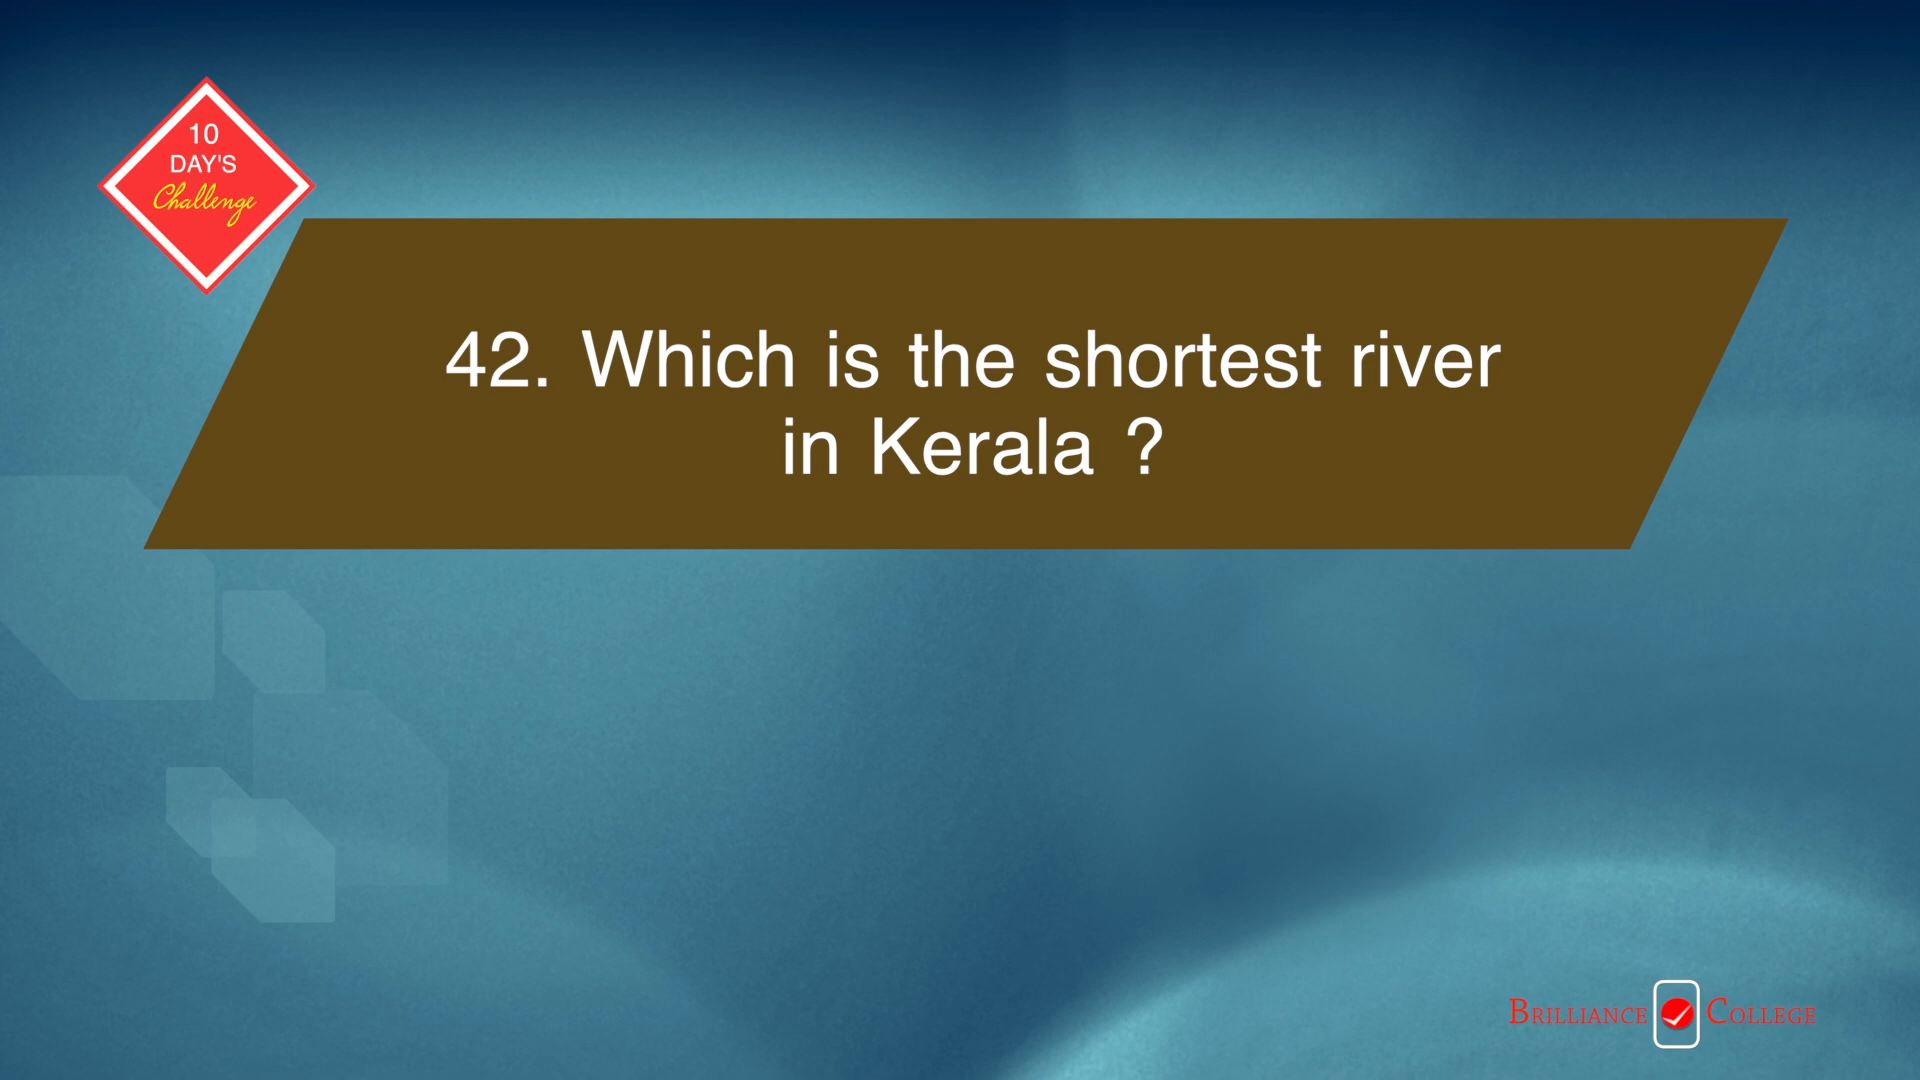 10
DAY'S
Challenge
42. Which is the shortest river
in Kerala ?
BRILLIANCE COLLEGE